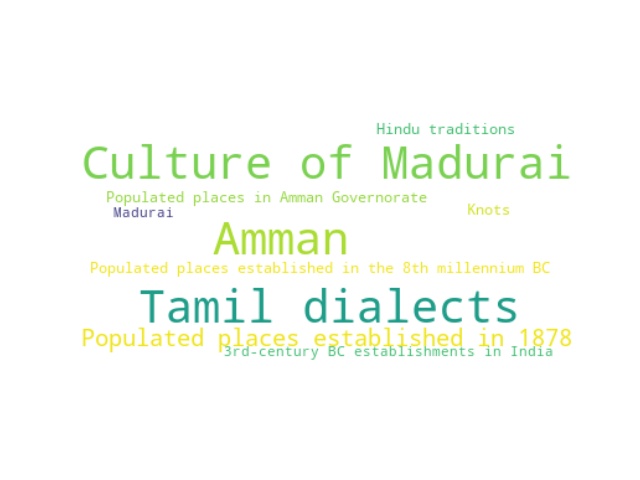 Hindu traditions
Culture of Madurai
Populated places in Amman Governorate
Madurai
Knots
Amman
Populated places established in the 8th millennium BC
Tamil dialects
Populated places established in 1878
3rd-century BC establishments in India